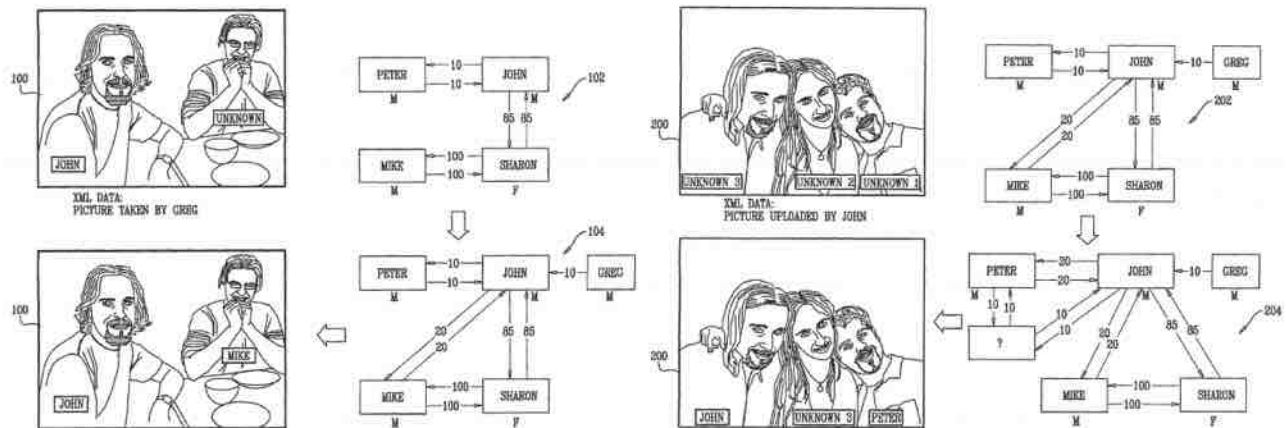 100
UNKNOWN
JOHN
XML DATA:
PICTURE TAKEN BY GREG
PETER
M
10
10
JOHN
M
102
85
85
MIKE
M
100
100
SHARON
F
100
MIKE
JOHN
104
PETER
M
10
10
JOHN
M
10
GREG
M
20
20
85
85
MIKE
M
100
100
SHARON
F
200
UNKNOWN 3
UNKNOWN 2
UNKNOWN 1
XML DATA:
PICTURE UPLOADED BY JOHN
PETER
M
10
10
JOHN
M
10
GREG
M
202
20
20
85
85
MIKE
M
100
100
SHARON
F
200
JOHN
UNKNOWN 3
PETER
PETER
M
20
20
JOHN
M
10
GREG
M
204
10
10
?
10
10
20
20
85
85
MIKE
M
100
100
SHARON
F